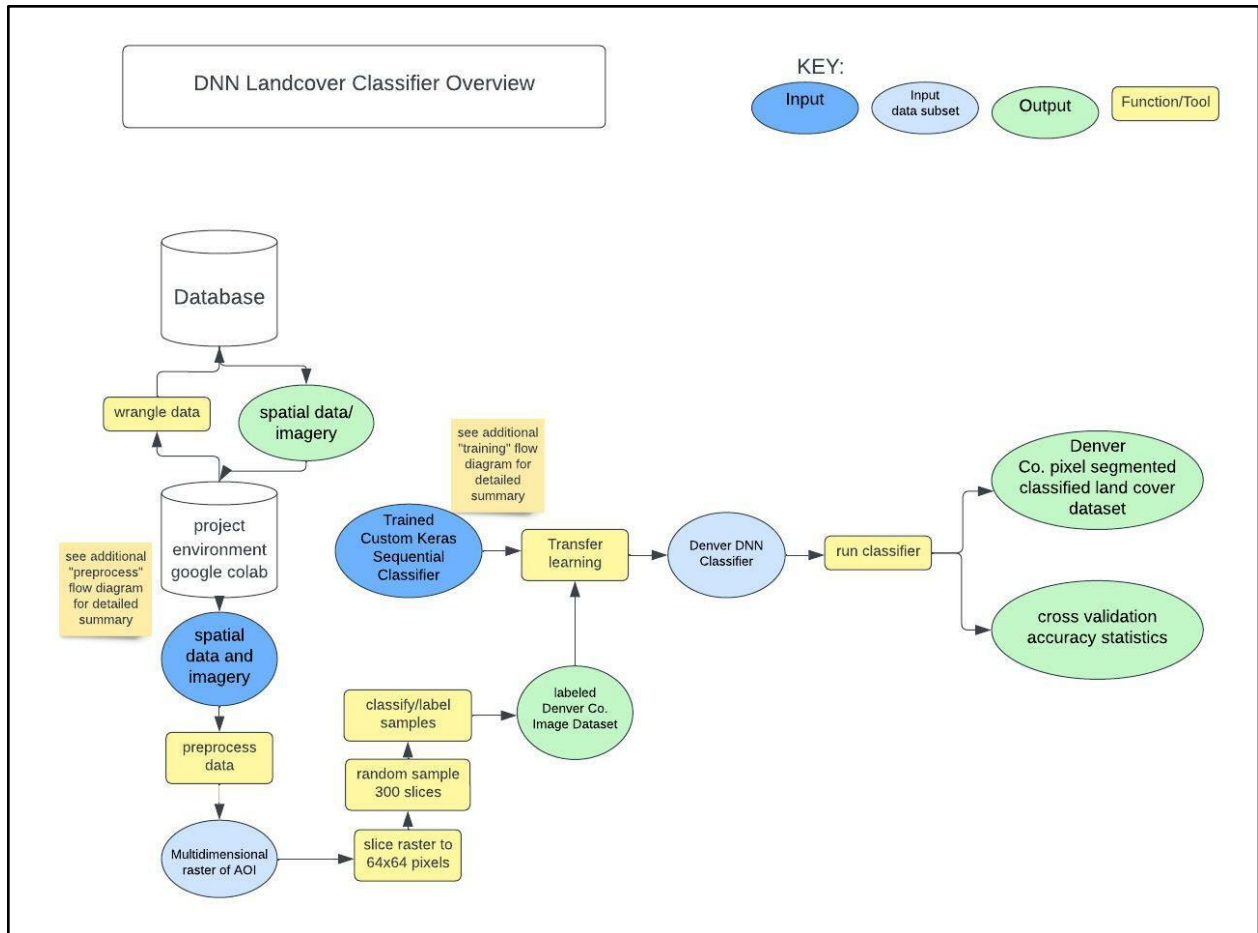 DNN Landcover Classifier Overview
KEY:
Input
Input
data subset
Output
Function/Tool
Database
wrangle data
spatial data/
imagery
project
environment
google colab
see additional
"preprocess"
flow diagram
for detailed
summary
spatial
data and
imagery
preprocess
data
Multidimensional
raster of AOI
slice raster to
64x64 pixels
random sample
300 slices
classify/label
samples
labeled
Denver Co.
Image Dataset
see additional
"training" flow
diagram for
detailed
summary
Trained
Custom Keras
Sequential
Classifier
Transfer
learning
Denver DNN
Classifier
run classifier
Denver
Co. pixel segmented
classified land cover
dataset
cross validation
accuracy statistics